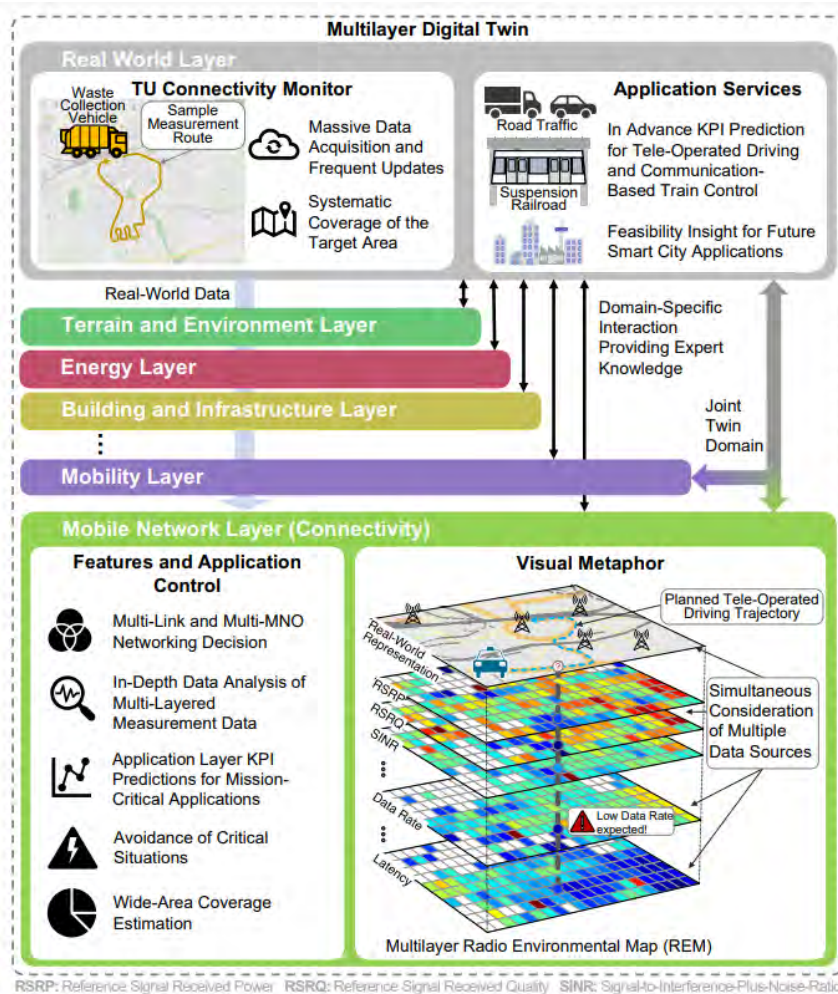 Multilayer Digital Twin
Real World Layer
TU Connectivity Monitor
Waste
Collection
Vehicle
Sample
Measurement
Route
Massive Data
Acquisition and
Frequent Updates
Systematic
Coverage of the
Target Area
Application Services
Road Traffic
Suspension
Railroad
In Advance KPI Prediction
for Tele-Operated Driving
and Communication-
Based Train Control
Feasibility Insight for Future
Smart City Applications
Real-World Data
Terrain and Environment Layer
Energy Layer
Building and Infrastructure Layer
Mobility Layer
Domain-Specific
Interaction
Providing Expert
Knowledge
Joint
Twin
Domain
Mobile Network Layer (Connectivity)
Features and Application
Control
Multi-Link and Multi-MNO
Networking Decision
In-Depth Data Analysis of
Multi-Layered
Measurement Data
Application Layer KPI
Predictions for Mission-
Critical Applications
Avoidance of Critical
Situations
Wide-Area Coverage
Estimation
Visual Metaphor
Planned Tele-Operated
Driving Trajectory
Real-World
Representation
RSRP
RSRQ
SINR
Data Rate
Latency
Simultaneous
Consideration
of Multiple
Data Sources
Low Data Rate
expected!
Multilayer Radio Environmental Map (REM)
RSRP: Reference Signal Received Power RSRQ: Reference Signal Received Quality SINR: Signal-to-Interference-Plus-Noise-Ratio